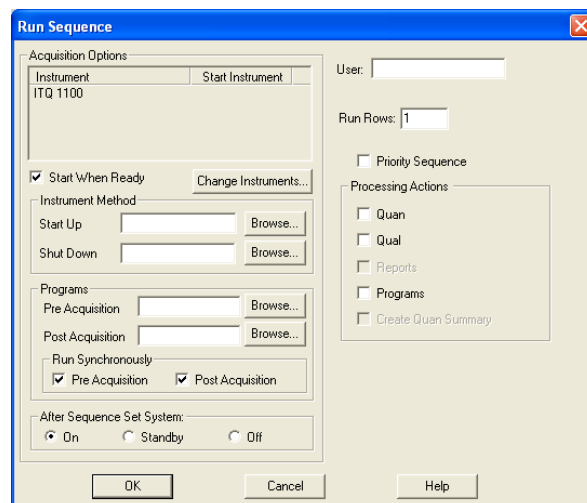 Run Sequence
Acquisition Options
Instrument Start Instrument
ITQ 1100
Start When Ready Change Instruments...
Instrument Method
Start Up Browse...
Shut Down Browse...
Programs
Pre Acquisition Browse...
Post Acquisition Browse...
Run Synchronously
Pre Acquisition Post Acquisition
After Sequence Set System:
On Standby Off
User:
Run Rows: 1
Priority Sequence
Processing Actions
Quan
Qual
Reports
Programs
Create Quan Summary
OK Cancel Help